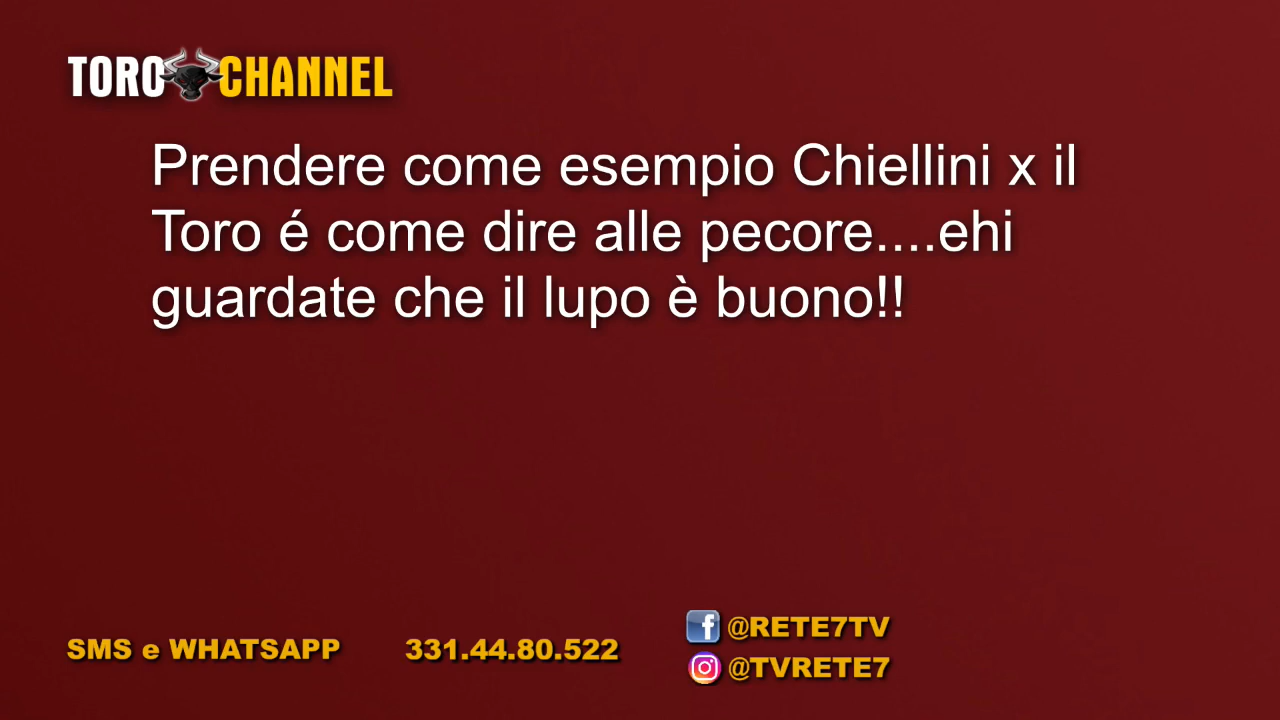 TORO CHANNEL
Prendere come esempio Chiellini x il
Toro é come dire alle pecore....ehi
guardate che il lupo è buono!!
SMS e WHATSAPP 331.44.80.522
@RETE7TV
@TVRETE7